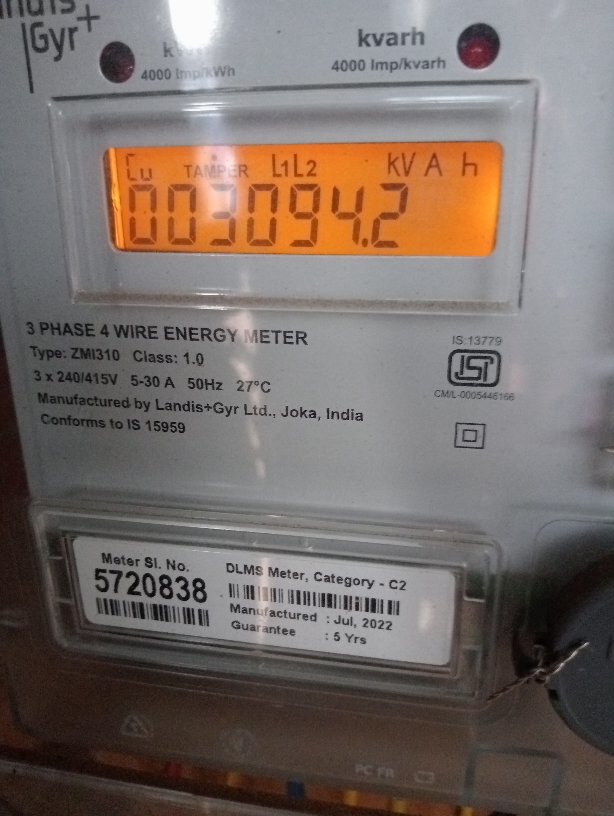 Gyr+
kvarh
4000 Imp/kWh
4000 Imp/kvarh
Cu TAMPER L1L2 kVAh
003094.2
3 PHASE 4 WIRE ENERGY METER
Type: ZMI310 Class: 1.0
3 x 240/415V 5-30 A 50Hz 27°C
Manufactured by Landis+Gyr Ltd., Joka, India
Conforms to IS 15959
IS:13779
ISI
CM/L-0005446166
Meter Sl. No.
5720838
DLMS Meter, Category - C2
Manufactured : Jul, 2022
Guarantee : 5 Yrs
PC FR